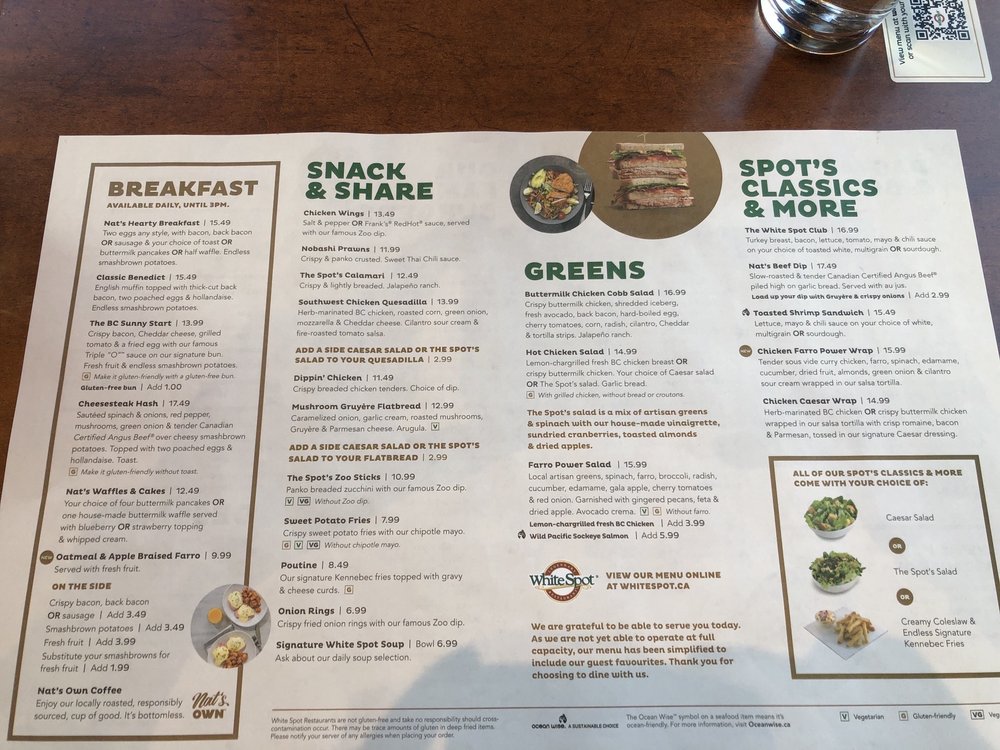 View menu at wh
or scan with your
BREAKFAST
AVAILABLE DAILY, UNTIL 3PM.
Nat's Hearty Breakfast | 15.49
Two eggs any style, with bacon, back bacon
OR sausage & your choice of toast OR
buttermilk pancakes OR half waffle. Endless
smashbrown potatoes.
Classic Benedict | 15.49
English muffin topped with thick-cut back
bacon, two poached eggs & hollandaise.
Endless smashbrown potatoes.
The BC Sunny Start | 13.99
Crispy bacon, Cheddar cheese, grilled
tomato & a fried egg with our famous
Triple "O"™ sauce on our signature bun.
Fresh fruit & endless smashbrown potatoes.
G Make it gluten-friendly with a gluten-free bun.
Gluten-free bun | Add 1.00
Cheesesteak Hash | 17.49
Sautéed spinach & onions, red pepper,
mushrooms, green onion & tender Canadian
Certified Angus Beef® over cheesy smashbrown
potatoes. Topped with two poached eggs &
hollandaise. Toast.
G Make it gluten-friendly without toast.
Nat's Waffles & Cakes | 12.49
Your choice of four buttermilk pancakes OR
one house-made buttermilk waffle served
with blueberry OR strawberry topping
& whipped cream.
NEW Oatmeal & Apple Braised Farro | 9.99
Served with fresh fruit.
ON THE SIDE
Crispy bacon, back bacon
OR sausage | Add 3.49
Smashbrown potatoes | Add 3.49
Fresh fruit | Add 3.99
Substitute your smashbrowns for
fresh fruit | Add 1.99
Nat's Own Coffee
Enjoy our locally roasted, responsibly
sourced, cup of good. It's bottomless.
Nat's
OWN
SNACK
& SHARE
Chicken Wings | 13.49
Salt & pepper OR Frank's® RedHot® sauce, served
with our famous Zoo dip.
Nobashi Prawns | 11.99
Crispy & panko crusted. Sweet Thai Chili sauce.
The Spot's Calamari | 12.49
Crispy & lightly breaded. Jalapeño ranch.
Southwest Chicken Quesadilla | 13.99
Herb-marinated BC chicken, roasted corn, green onion,
mozzarella & Cheddar cheese. Cilantro sour cream &
fire-roasted tomato salsa.
ADD A SIDE CAESAR SALAD OR THE SPOT'S
SALAD TO YOUR QUESADILLA | 2.99
Dippin' Chicken | 11.49
Crispy breaded chicken tenders. Choice of dip.
Mushroom Gruyère Flatbread | 12.99
Caramelized onion, garlic cream, roasted mushrooms,
Gruyère & Parmesan cheese. Arugula. V
ADD A SIDE CAESAR SALAD OR THE SPOT'S
SALAD TO YOUR FLATBREAD | 2.99
The Spot's Zoo Sticks | 10.99
Panko breaded zucchini with our famous Zoo dip.
V VG Without Zoo dip.
Sweet Potato Fries | 7.99
Crispy sweet potato fries with our chipotle mayo.
G V VG Without chipotle mayo.
Poutine | 8.49
Our signature Kennebec fries topped with gravy
& cheese curds. G
Onion Rings | 6.99
Crispy fried onion rings with our famous Zoo dip.
Signature White Spot Soup | Bowl 6.99
Ask about our daily soup selection.
GREENS
Buttermilk Chicken Cobb Salad | 16.99
Crispy buttermilk chicken, shredded iceberg,
fresh avocado, back bacon, hard-boiled egg,
cherry tomatoes, corn, radish, cilantro, Cheddar
& tortilla strips. Jalapeño ranch.
Hot Chicken Salad | 14.99
Lemon-chargrilled fresh BC chicken breast OR
crispy buttermilk chicken. Your choice of Caesar salad
OR The Spot's salad. Garlic bread.
G With grilled chicken, without bread or croutons.
The Spot's salad is a mix of artisan greens
& spinach with our house-made vinaigrette,
sundried cranberries, toasted almonds
& dried apples.
Farro Power Salad | 15.99
Local artisan greens, spinach, farro, broccoli, radish,
cucumber, edamame, gala apple, cherry tomatoes
& red onion. Garnished with gingered pecans, feta &
dried apple. Avocado crema. V G Without farro.
Lemon-chargrilled fresh BC Chicken | Add 3.99
Wild Pacific Sockeye Salmon | Add 5.99
White Spot
VIEW OUR MENU ONLINE
AT WHITESPOT.CA
We are grateful to be able to serve you today.
As we are not yet able to operate at full
capacity, our menu has been simplified to
include our guest favourites. Thank you for
choosing to dine with us.
SPOT'S
CLASSICS
& MORE
The White Spot Club | 16.99
Turkey breast, bacon, lettuce, tomato, mayo & chili sauce
on your choice of toasted white, multigrain OR sourdough.
Nat's Beef Dip | 17.49
Slow-roasted & tender Canadian Certified Angus Beef®
piled high on garlic bread. Served with au jus.
Load up your dip with Gruyère & crispy onions | Add 2.99
Toasted Shrimp Sandwich | 15.49
Lettuce, mayo & chili sauce on your choice of white,
multigrain OR sourdough.
NEW Chicken Farro Power Wrap | 15.99
Tender sous vide curry chicken, farro, spinach, edamame,
cucumber, dried fruit, almonds, green onion & cilantro
sour cream wrapped in our salsa tortilla.
Chicken Caesar Wrap | 14.99
Herb-marinated BC chicken OR crispy buttermilk chicken
wrapped in our salsa tortilla with crisp romaine, bacon
& Parmesan, tossed in our signature Caesar dressing.
ALL OF OUR SPOT'S CLASSICS & MORE
COME WITH YOUR CHOICE OF:
Caesar Salad
OR
The Spot's Salad
OR
Creamy Coleslaw &
Endless Signature
Kennebec Fries
White Spot Restaurants are not gluten-free and take no responsibility should cross-
contamination occur. There may be trace amounts of gluten in deep fried items.
Please notify your server of any allergies when placing your order.
OCEAN WISE. A SUSTAINABLE CHOICE
The Ocean Wise™ symbol on a seafood item means it's
ocean-friendly. For more information, visit Oceanwise.ca
V Vegetarian G Gluten-friendly VG Veg